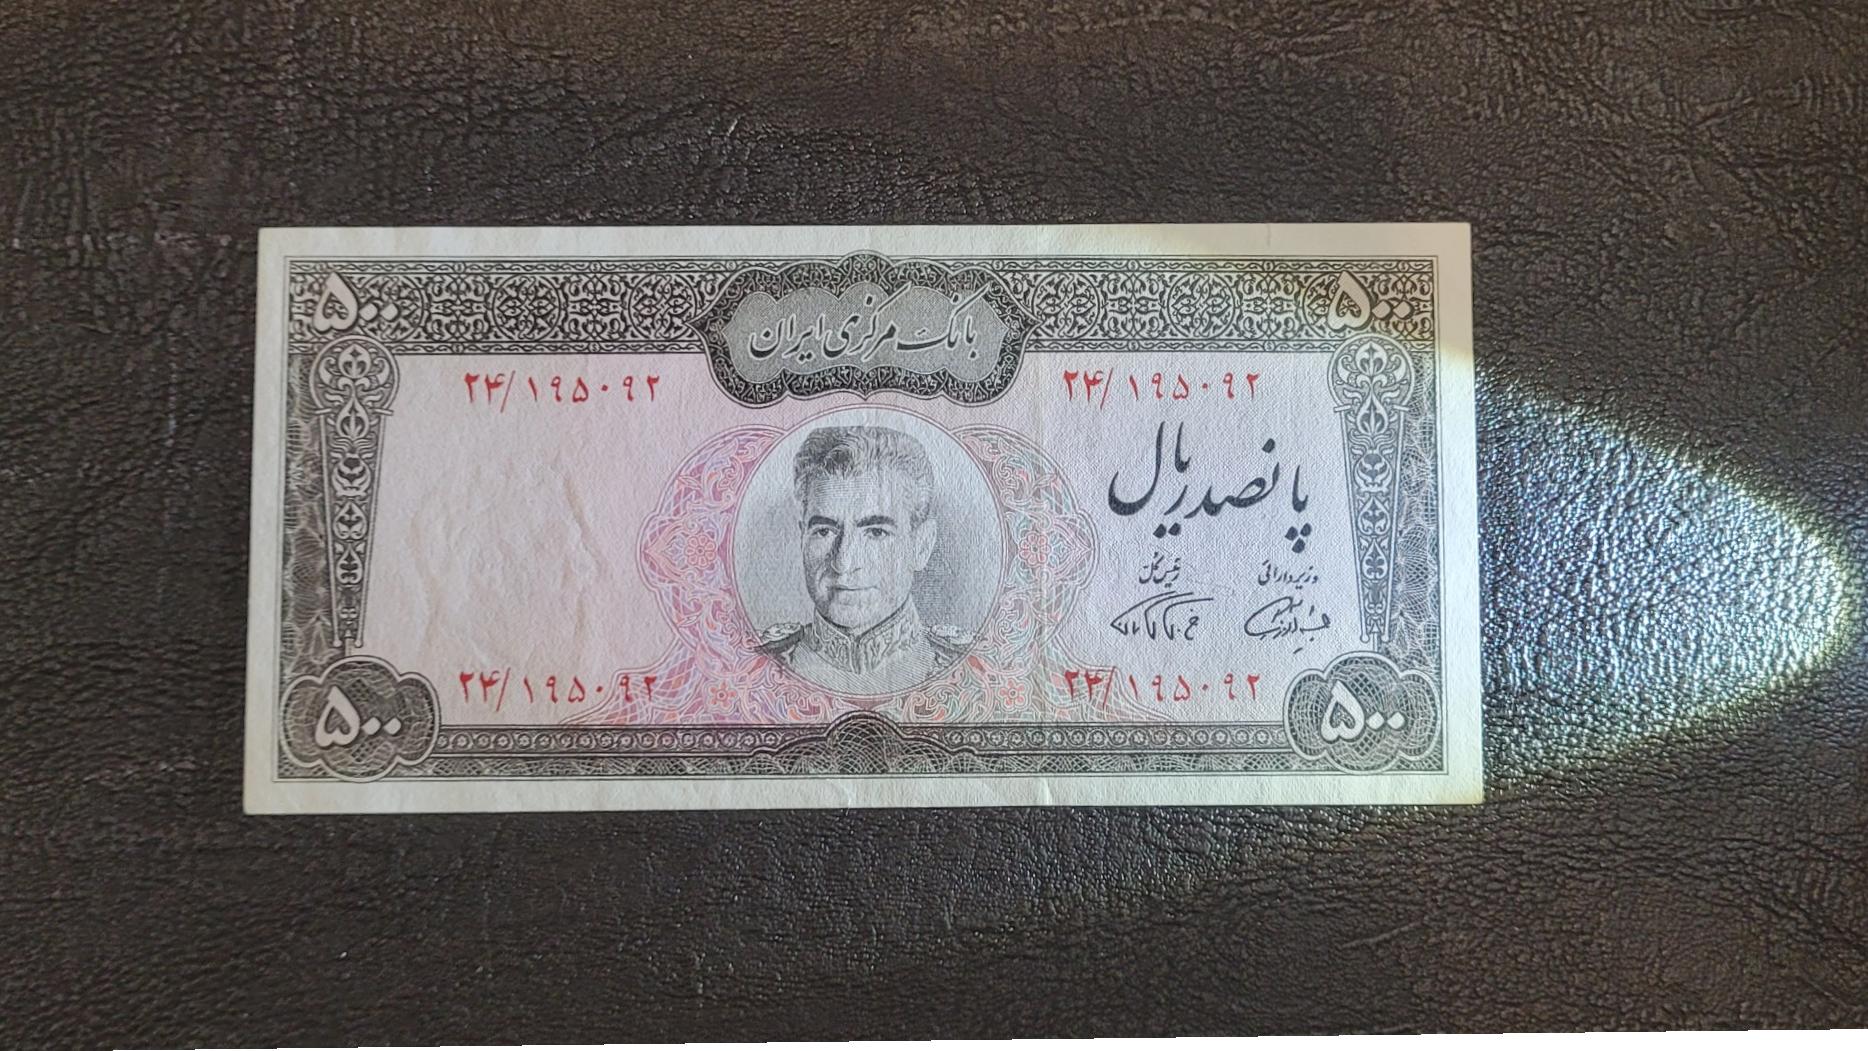 ۵۰۰ ۵۰۰
بانک مرکزی ایران
۲۴/۱۹۵۰۹۲ ۲۴/۱۹۵۰۹۲
پانصد ریال
وزیر دارائی رئیس کل
۲۴/۱۹۵۰۹۲ ۲۴/۱۹۵۰۹۲
۵۰۰ ۵۰۰